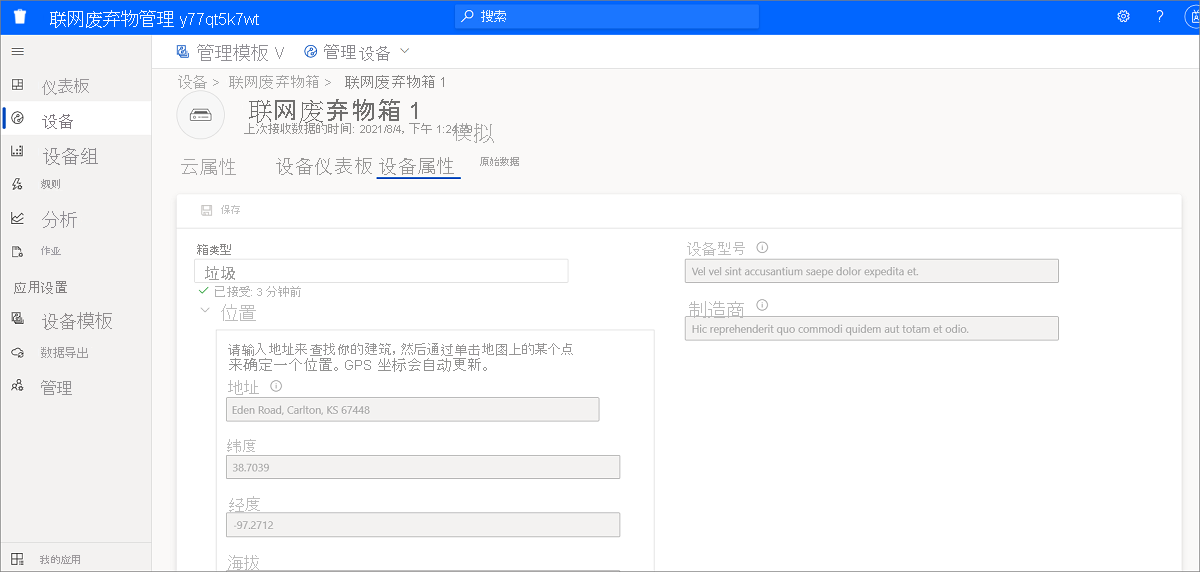 联网废弃物管理 y77qt5k7wt
搜索
?
管理模板 V
管理设备
仪表板
设备
设备组
规则
分析
作业
应用设置
设备模板
数据导出
管理
我的应用
设备 > 联网废弃物箱 > 联网废弃物箱 1
联网废弃物箱 1
上次接收数据的时间: 2021/8/4, 下午 1:24:29 | [
模拟
云属性
设备仪表板
设备属性
原始数据
保存
箱类型
垃圾
已接受: 3 分钟前
位置
请输入地址来查找你的建筑，然后通过单击地图上的某个点
来确定一个位置。GPS 坐标会自动更新。
地址
Eden Road, Carlton, KS 67448
纬度
38.7039
经度
-97.2712
海拔
设备型号
Vel vel sint accusantium saepe dolor expedita et.
制造商
Hic reprehenderit quo commodi quidem aut totam et odio.